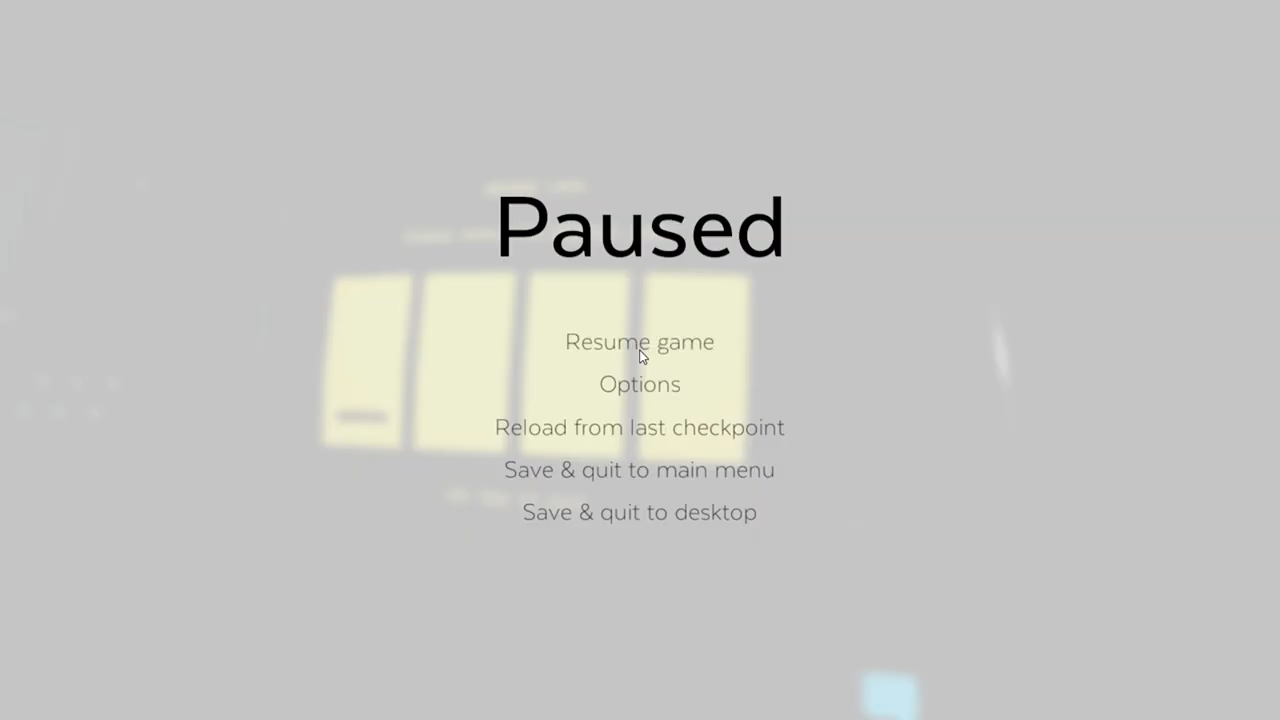 Paused
Resume game
Options
Reload from last checkpoint
Save & quit to main menu
Save & quit to desktop